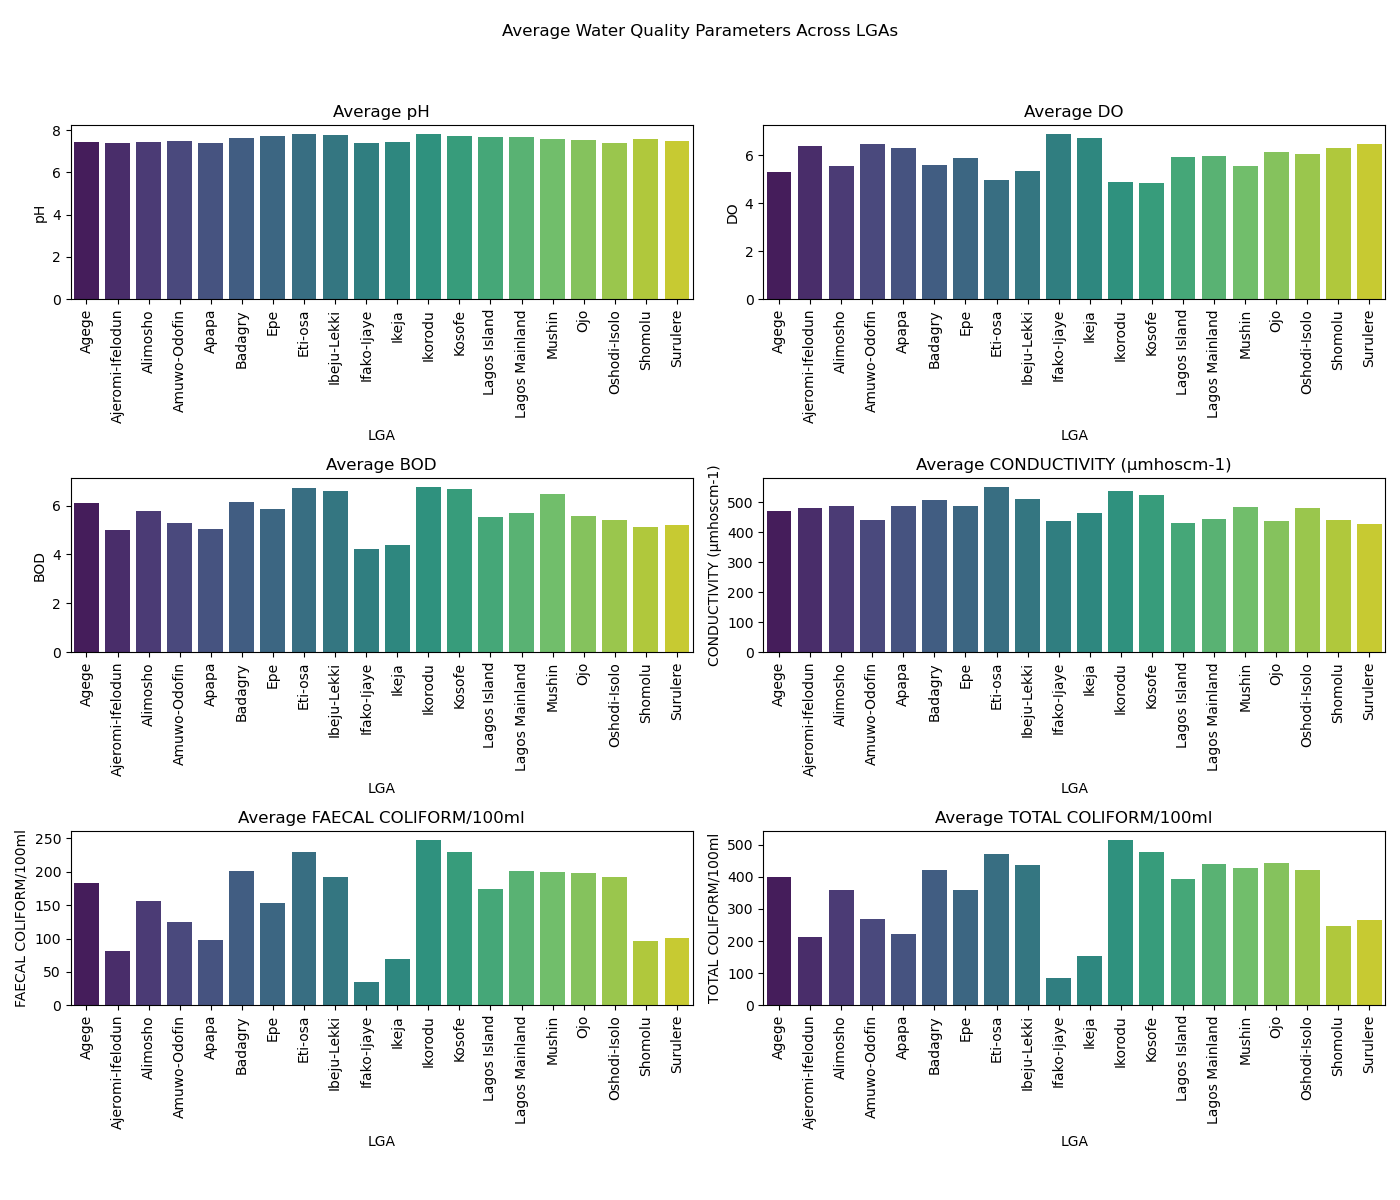 Average Water Quality Parameters Across LGAs
Average pH
pH
8
6
4
2
0
Agege
Ajeromi-Ifelodun
Alimosho
Amuwo-Odofin
Apapa
Badagry
Epe
Eti-osa
Ibeju-Lekki
Ifako-Ijaye
Ikeja
Ikorodu
Kosofe
Lagos Island
Lagos Mainland
Mushin
Ojo
Oshodi-Isolo
Shomolu
Surulere
LGA
Average DO
DO
6
4
2
0
Agege
Ajeromi-Ifelodun
Alimosho
Amuwo-Odofin
Apapa
Badagry
Epe
Eti-osa
Ibeju-Lekki
Ifako-Ijaye
Ikeja
Ikorodu
Kosofe
Lagos Island
Lagos Mainland
Mushin
Ojo
Oshodi-Isolo
Shomolu
Surulere
LGA
Average BOD
BOD
6
4
2
0
Agege
Ajeromi-Ifelodun
Alimosho
Amuwo-Odofin
Apapa
Badagry
Epe
Eti-osa
Ibeju-Lekki
Ifako-Ijaye
Ikeja
Ikorodu
Kosofe
Lagos Island
Lagos Mainland
Mushin
Ojo
Oshodi-Isolo
Shomolu
Surulere
LGA
Average CONDUCTIVITY (µmhoscm-1)
CONDUCTIVITY (µmhoscm-1)
500
400
300
200
100
0
Agege
Ajeromi-Ifelodun
Alimosho
Amuwo-Odofin
Apapa
Badagry
Epe
Eti-osa
Ibeju-Lekki
Ifako-Ijaye
Ikeja
Ikorodu
Kosofe
Lagos Island
Lagos Mainland
Mushin
Ojo
Oshodi-Isolo
Shomolu
Surulere
LGA
Average FAECAL COLIFORM/100ml
FAECAL COLIFORM/100ml
250
200
150
100
50
0
Agege
Ajeromi-Ifelodun
Alimosho
Amuwo-Odofin
Apapa
Badagry
Epe
Eti-osa
Ibeju-Lekki
Ifako-Ijaye
Ikeja
Ikorodu
Kosofe
Lagos Island
Lagos Mainland
Mushin
Ojo
Oshodi-Isolo
Shomolu
Surulere
LGA
Average TOTAL COLIFORM/100ml
TOTAL COLIFORM/100ml
500
400
300
200
100
0
Agege
Ajeromi-Ifelodun
Alimosho
Amuwo-Odofin
Apapa
Badagry
Epe
Eti-osa
Ibeju-Lekki
Ifako-Ijaye
Ikeja
Ikorodu
Kosofe
Lagos Island
Lagos Mainland
Mushin
Ojo
Oshodi-Isolo
Shomolu
Surulere
LGA